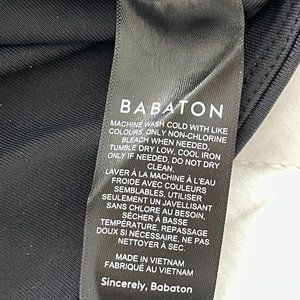 BABATON
MACHINE WASH COLD WITH LIKE
COLOURS, ONLY NON-CHLORINE
BLEACH WHEN NEEDED,
TUMBLE DRY LOW, COOL IRON
ONLY IF NEEDED, DO NOT DRY
CLEAN.
LAVER À LA MACHINE À L'EAU
FROIDE AVEC COULEURS
SEMBLABLES, UTILISER
SEULEMENT UN JAVELLISANT
SANS CHLORE AU BESOIN,
SÉCHER À BASSE
TEMPÉRATURE, REPASSAGE
DOUX SI NÉCESSAIRE, NE PAS
NETTOYER À SEC.
MADE IN VIETNAM
FABRIQUÉ AU VIETNAM
Sincerely, Babaton